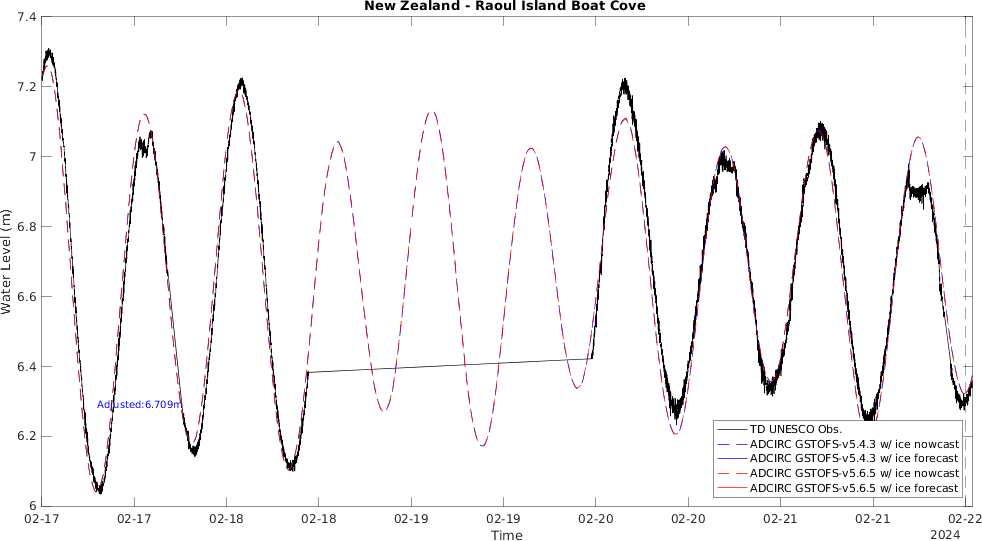 New Zealand - Raoul Island Boat Cove
7.4
7.2
7
6.8
6.6
6.4
6.2
6
Water Level (m)
Adjusted:6.709m
TD UNESCO Obs.
ADCIRC GSTOFS-v5.4.3 w/ ice nowcast
ADCIRC GSTOFS-v5.4.3 w/ ice forecast
ADCIRC GSTOFS-v5.6.5 w/ ice nowcast
ADCIRC GSTOFS-v5.6.5 w/ ice forecast
02-17 02-17 02-18 02-18 02-19 02-19 02-20 02-20 02-21 02-21 02-22
Time
2024